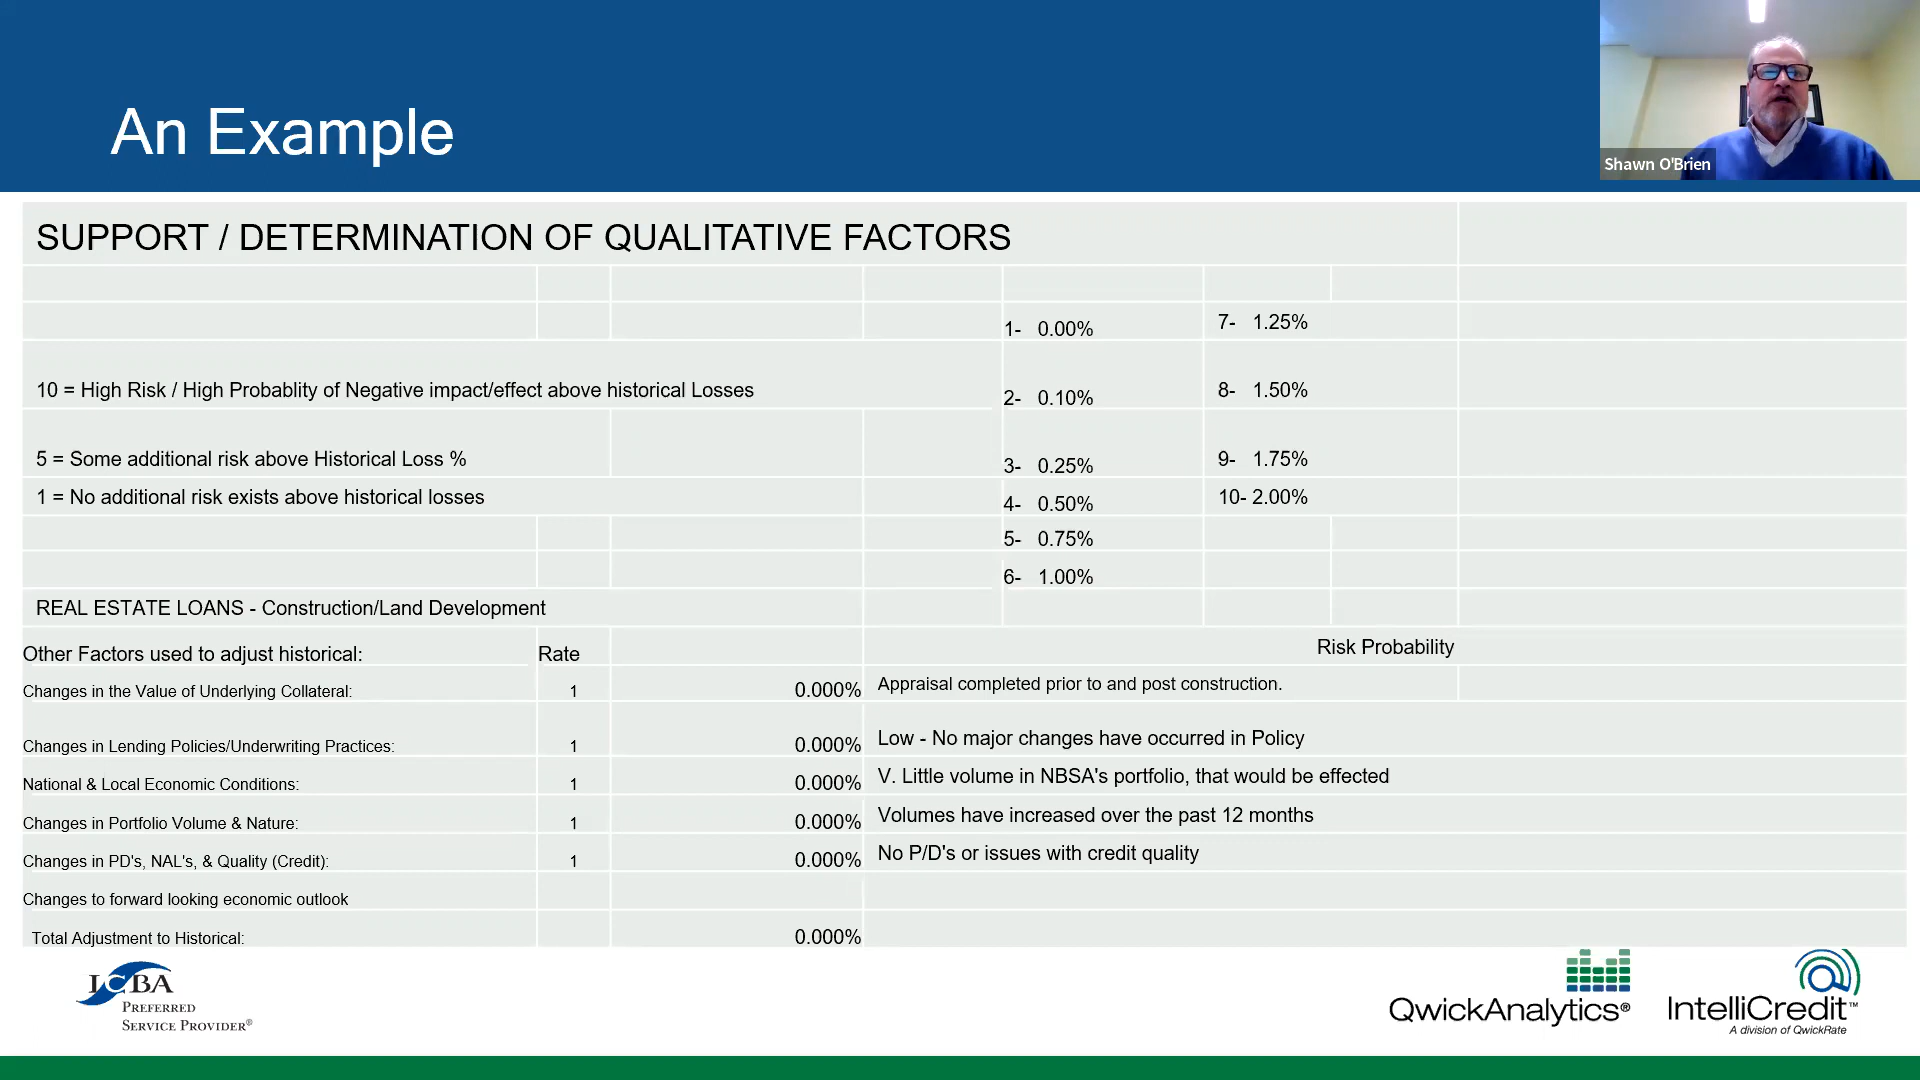 An Example
Shawn O'Brien
SUPPORT / DETERMINATION OF QUALITATIVE FACTORS
1- 0.00% 7- 1.25%
10 = High Risk / High Probablity of Negative impact/effect above historical Losses 2- 0.10% 8- 1.50%
5 = Some additional risk above Historical Loss % 3- 0.25% 9- 1.75%
1 = No additional risk exists above historical losses 4- 0.50% 10- 2.00%
5- 0.75%
6- 1.00%
REAL ESTATE LOANS - Construction/Land Development
Other Factors used to adjust historical: Rate Risk Probability
Changes in the Value of Underlying Collateral: 1 0.000% Appraisal completed prior to and post construction.
Changes in Lending Policies/Underwriting Practices: 1 0.000% Low - No major changes have occurred in Policy
National & Local Economic Conditions: 1 0.000% V. Little volume in NBSA's portfolio, that would be effected
Changes in Portfolio Volume & Nature: 1 0.000% Volumes have increased over the past 12 months
Changes in PD's, NAL's, & Quality (Credit): 1 0.000% No P/D's or issues with credit quality
Changes to forward looking economic outlook
Total Adjustment to Historical: 0.000%
ICBA
PREFERRED
SERVICE PROVIDER®
QwickAnalytics®
IntelliCredit™
A division of QwickRate